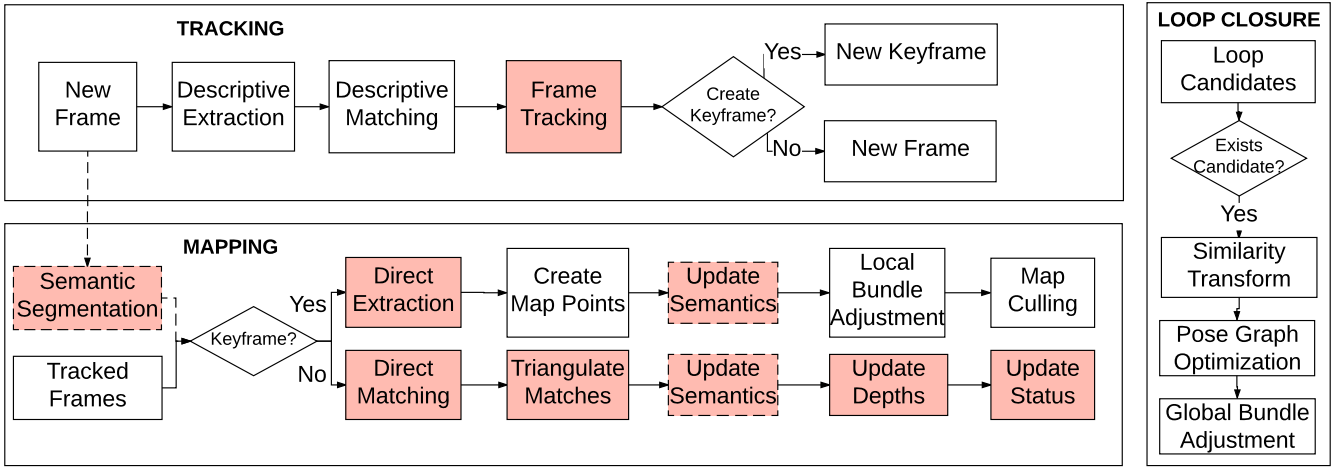 TRACKING
New
Frame
Descriptive
Extraction
Descriptive
Matching
Frame
Tracking
Create
Keyframe?
Yes
New Keyframe
No
New Frame
MAPPING
Semantic
Segmentation
Tracked
Frames
Keyframe?
Yes
Direct
Extraction
Create
Map Points
Update
Semantics
Local
Bundle
Adjustment
Map
Culling
No
Direct
Matching
Triangulate
Matches
Update
Semantics
Update
Depths
Update
Status
LOOP CLOSURE
Loop
Candidates
Exists
Candidate?
Yes
Similarity
Transform
Pose Graph
Optimization
Global Bundle
Adjustment